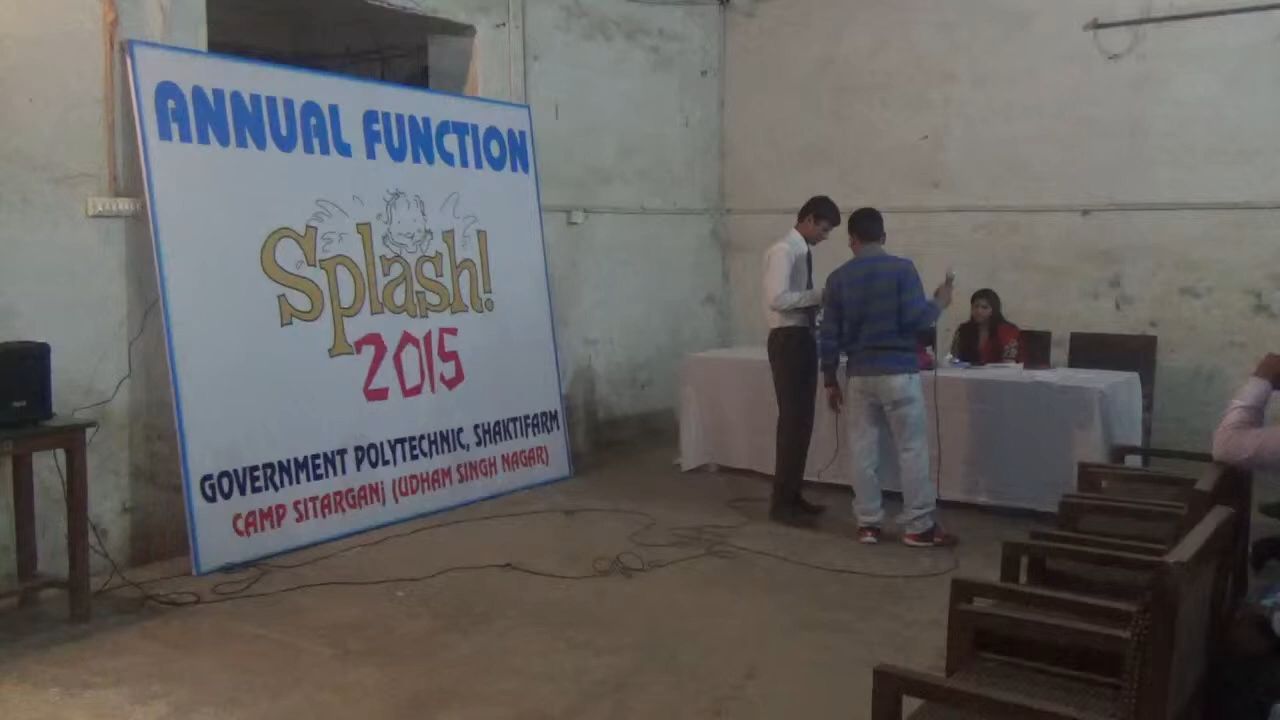 ANNUAL FUNCTION
Splash!
2015
GOVERNMENT POLYTECHNIC, SHAKTIFARM
CAMP SITARGANj (UDHAM SINGH NAGAR)